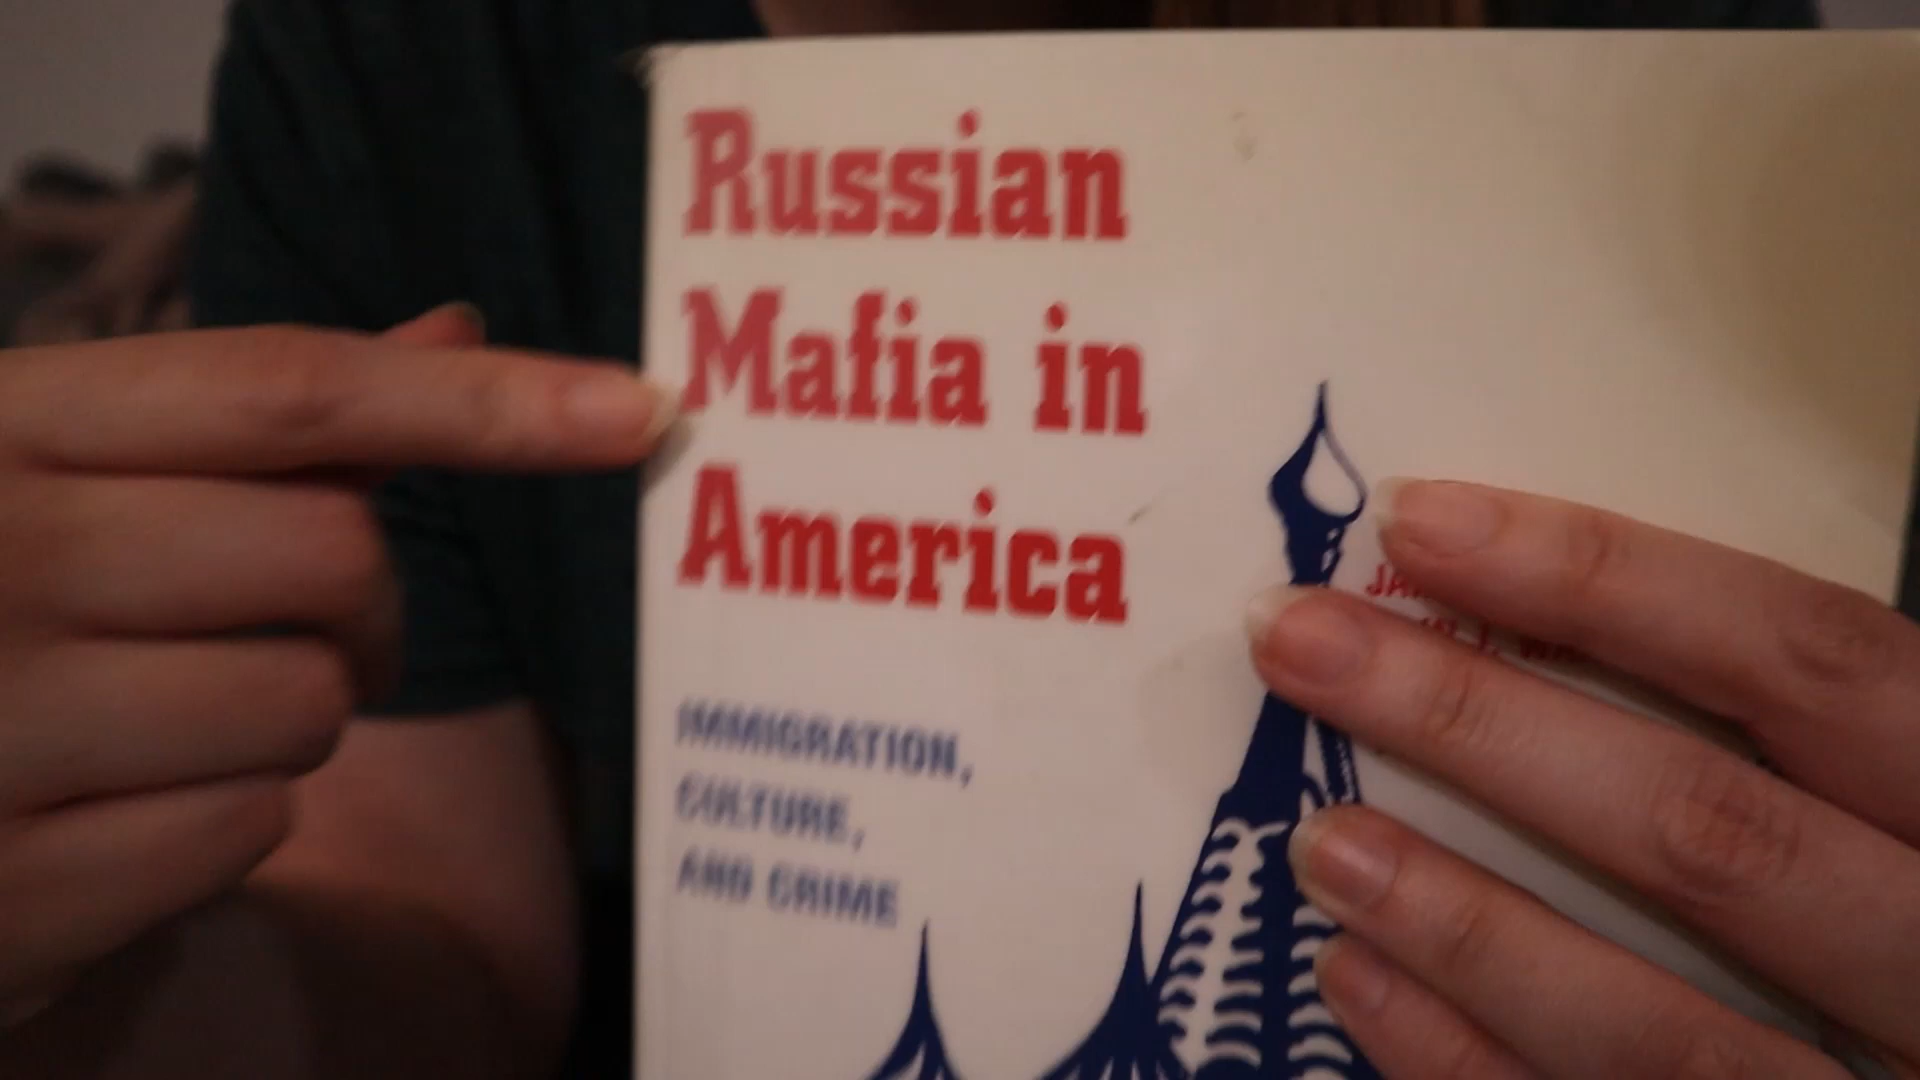 Russian
Mafia in
America
IMMIGRATION,
CULTURE,
AND CRIME
J.